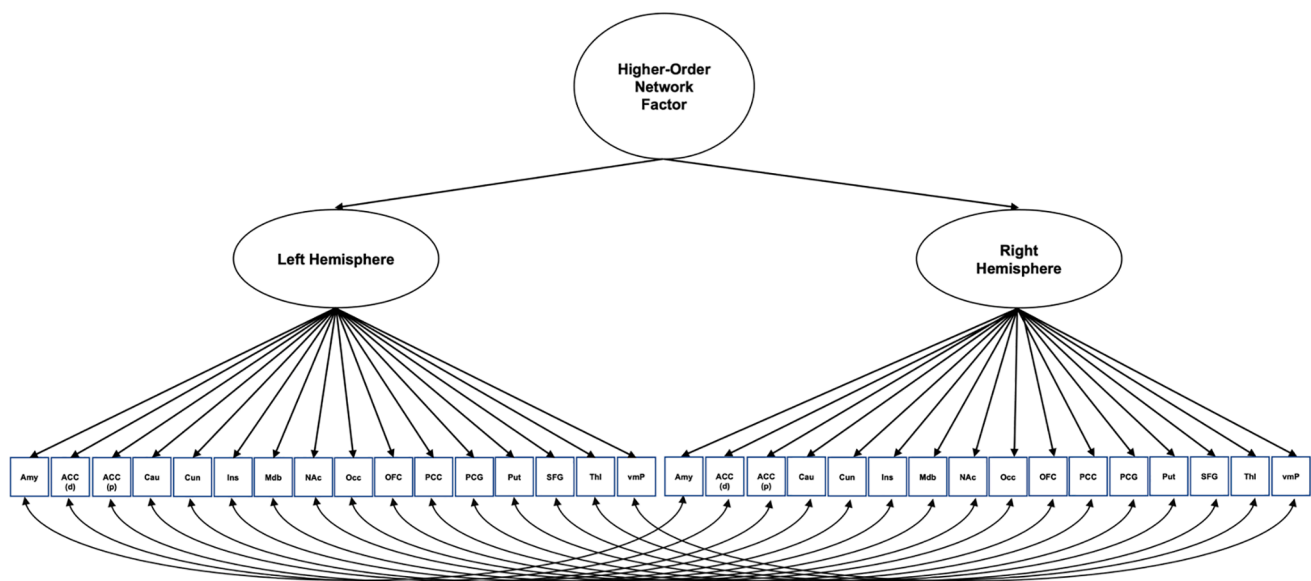 Higher-Order
Network
Factor
Left Hemisphere
Right
Hemisphere
Amy
ACC
(d)
ACC
(p)
Cau
Cun
Ins
Mdb
NAc
Occ
OFC
PCC
PCG
Put
SFG
Thl
vmP
Amy
ACC
(d)
ACC
(p)
Cau
Cun
Ins
Mdb
NAc
Occ
OFC
PCC
PCG
Put
SFG
Thl
vmP